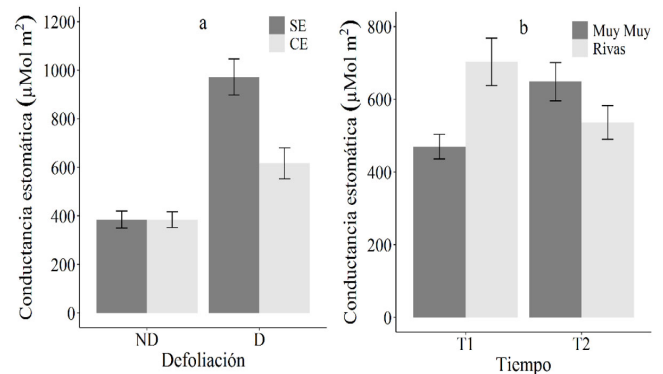 a
SE
CE
Conductancia estomática (µMol m²)
1200
1000
800
600
400
200
0
ND
D
Defoliación
b
Muy Muy
Rivas
Conductancia estomática (µMol m²)
800
600
400
200
0
T1
T2
Tiempo